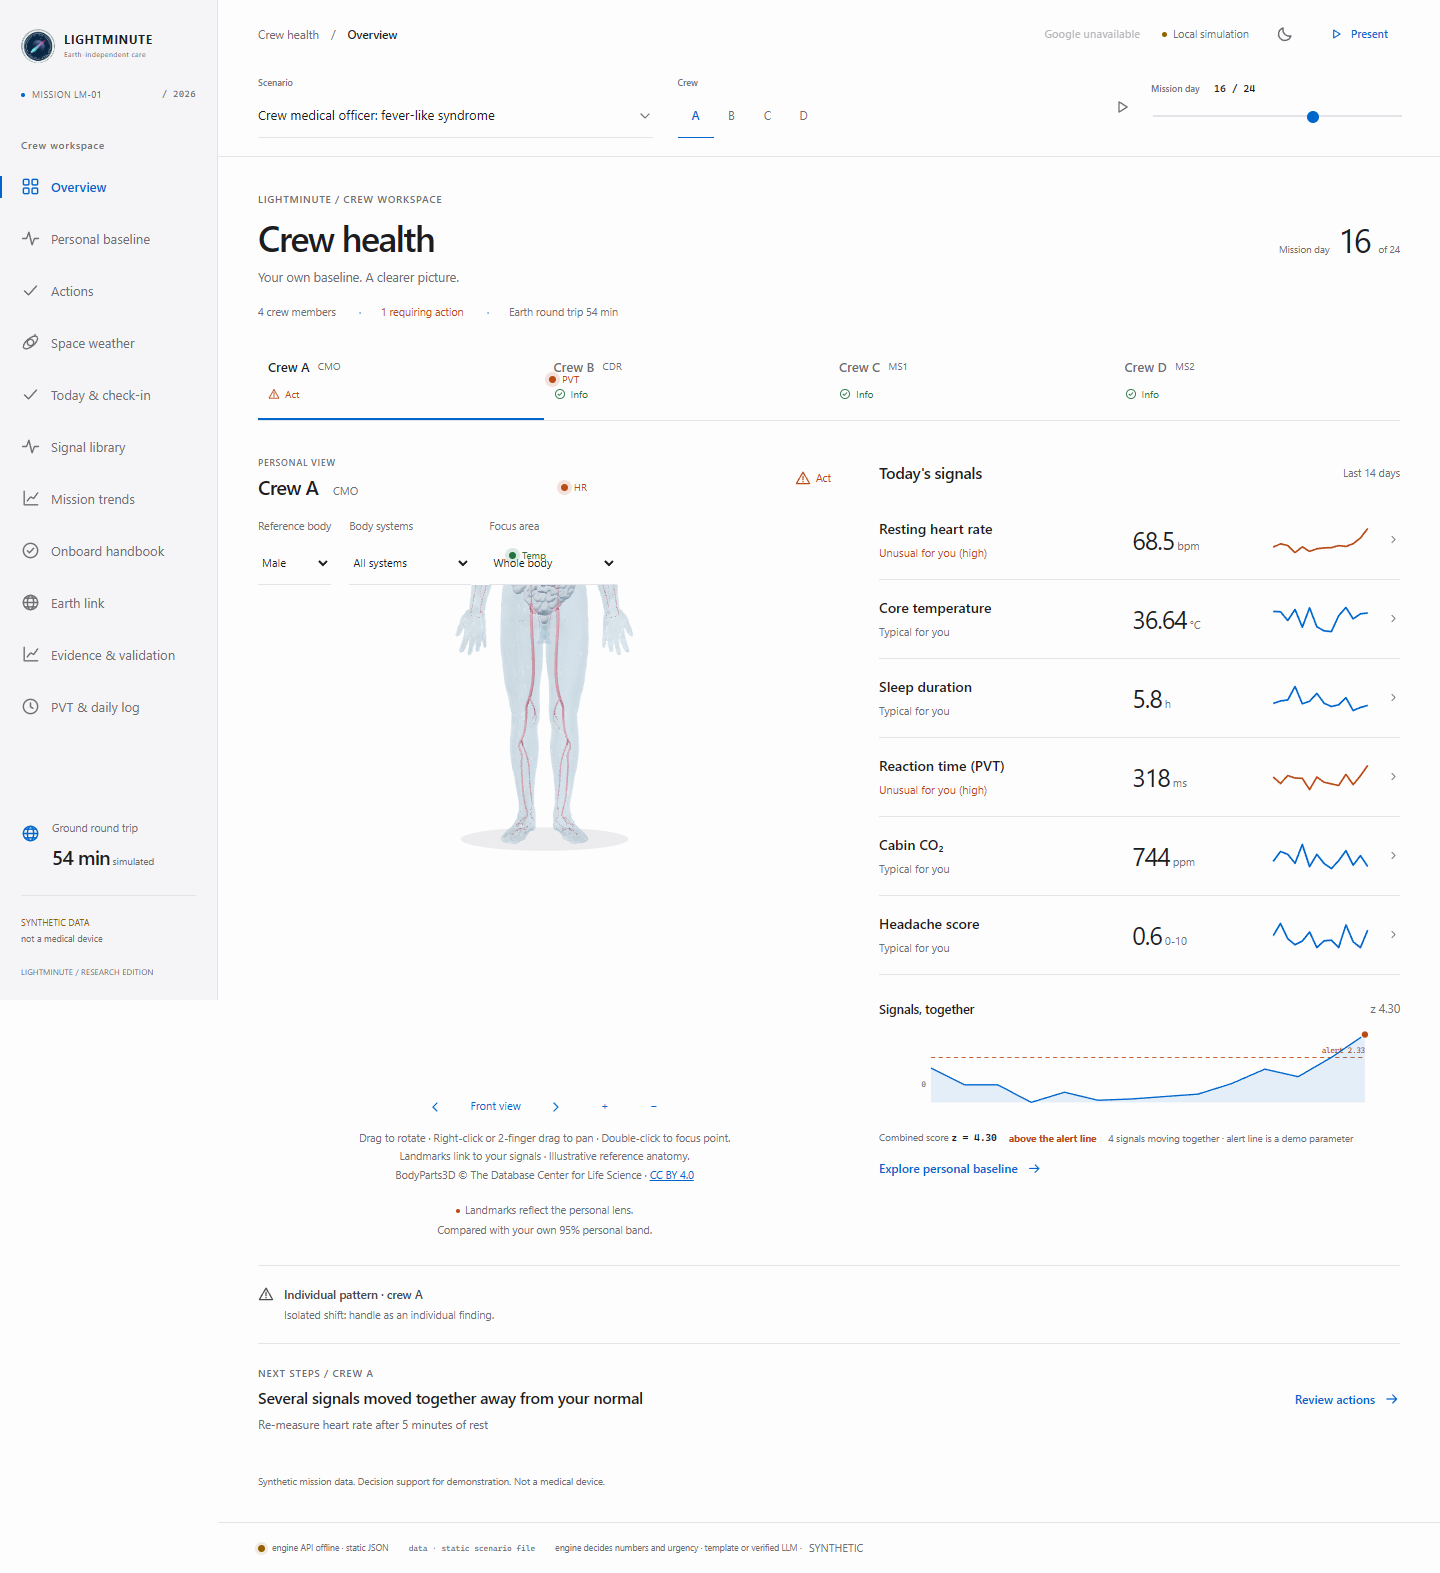 LIGHTMINUTE
Earth independent care
MISSION LM-01 / 2026
Crew workspace
Overview
Personal baseline
Actions
Space weather
Today & check-in
Signal library
Mission trends
Onboard handbook
Earth link
Evidence & validation
PVT & daily log
Ground round trip
54 min simulated
SYNTHETIC DATA
not a medical device
LIGHTMINUTE / RESEARCH EDITION
Crew health / Overview
Google unavailable
Local simulation
Present
Scenario
Crew medical officer: fever-like syndrome
Crew
A B C D
Mission day 16 / 24
LIGHTMINUTE / CREW WORKSPACE
Crew health
Your own baseline. A clearer picture.
Mission day 16 of 24
4 crew members · 1 requiring action · Earth round trip 54 min
Crew A CMO
Act
Crew B CDR
PVT
Info
Crew C MS1
Info
Crew D MS2
Info
PERSONAL VIEW
Crew A CMO
HR
Act
Reference body
Male
Body systems
All systems
Focus area
Temp
Whole body
Front view
+ −
Drag to rotate · Right-click or 2-finger drag to pan · Double-click to focus point.
Landmarks link to your signals · Illustrative reference anatomy.
BodyParts3D © The Database Center for Life Science · CC BY 4.0
Landmarks reflect the personal lens.
Compared with your own 95% personal band.
Today's signals
Last 14 days
Resting heart rate
Unusual for you (high)
68.5 bpm
Core temperature
Typical for you
36.64 °C
Sleep duration
Typical for you
5.8 h
Reaction time (PVT)
Unusual for you (high)
318 ms
Cabin CO₂
Typical for you
744 ppm
Headache score
Typical for you
0.6 0-10
Signals, together
z 4.30
alert 2.33
0
Combined score z = 4.30 above the alert line 4 signals moving together · alert line is a demo parameter
Explore personal baseline
Individual pattern · crew A
Isolated shift: handle as an individual finding.
NEXT STEPS / CREW A
Several signals moved together away from your normal
Re-measure heart rate after 5 minutes of rest
Review actions
Synthetic mission data. Decision support for demonstration. Not a medical device.
engine API offline · static JSON data · static scenario file engine decides numbers and urgency · template or verified LLM · SYNTHETIC